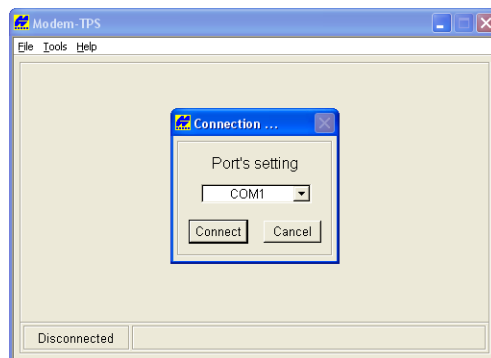 Modem-TPS
File Tools Help
Connection ...
Port's setting
COM1
Connect Cancel
Disconnected